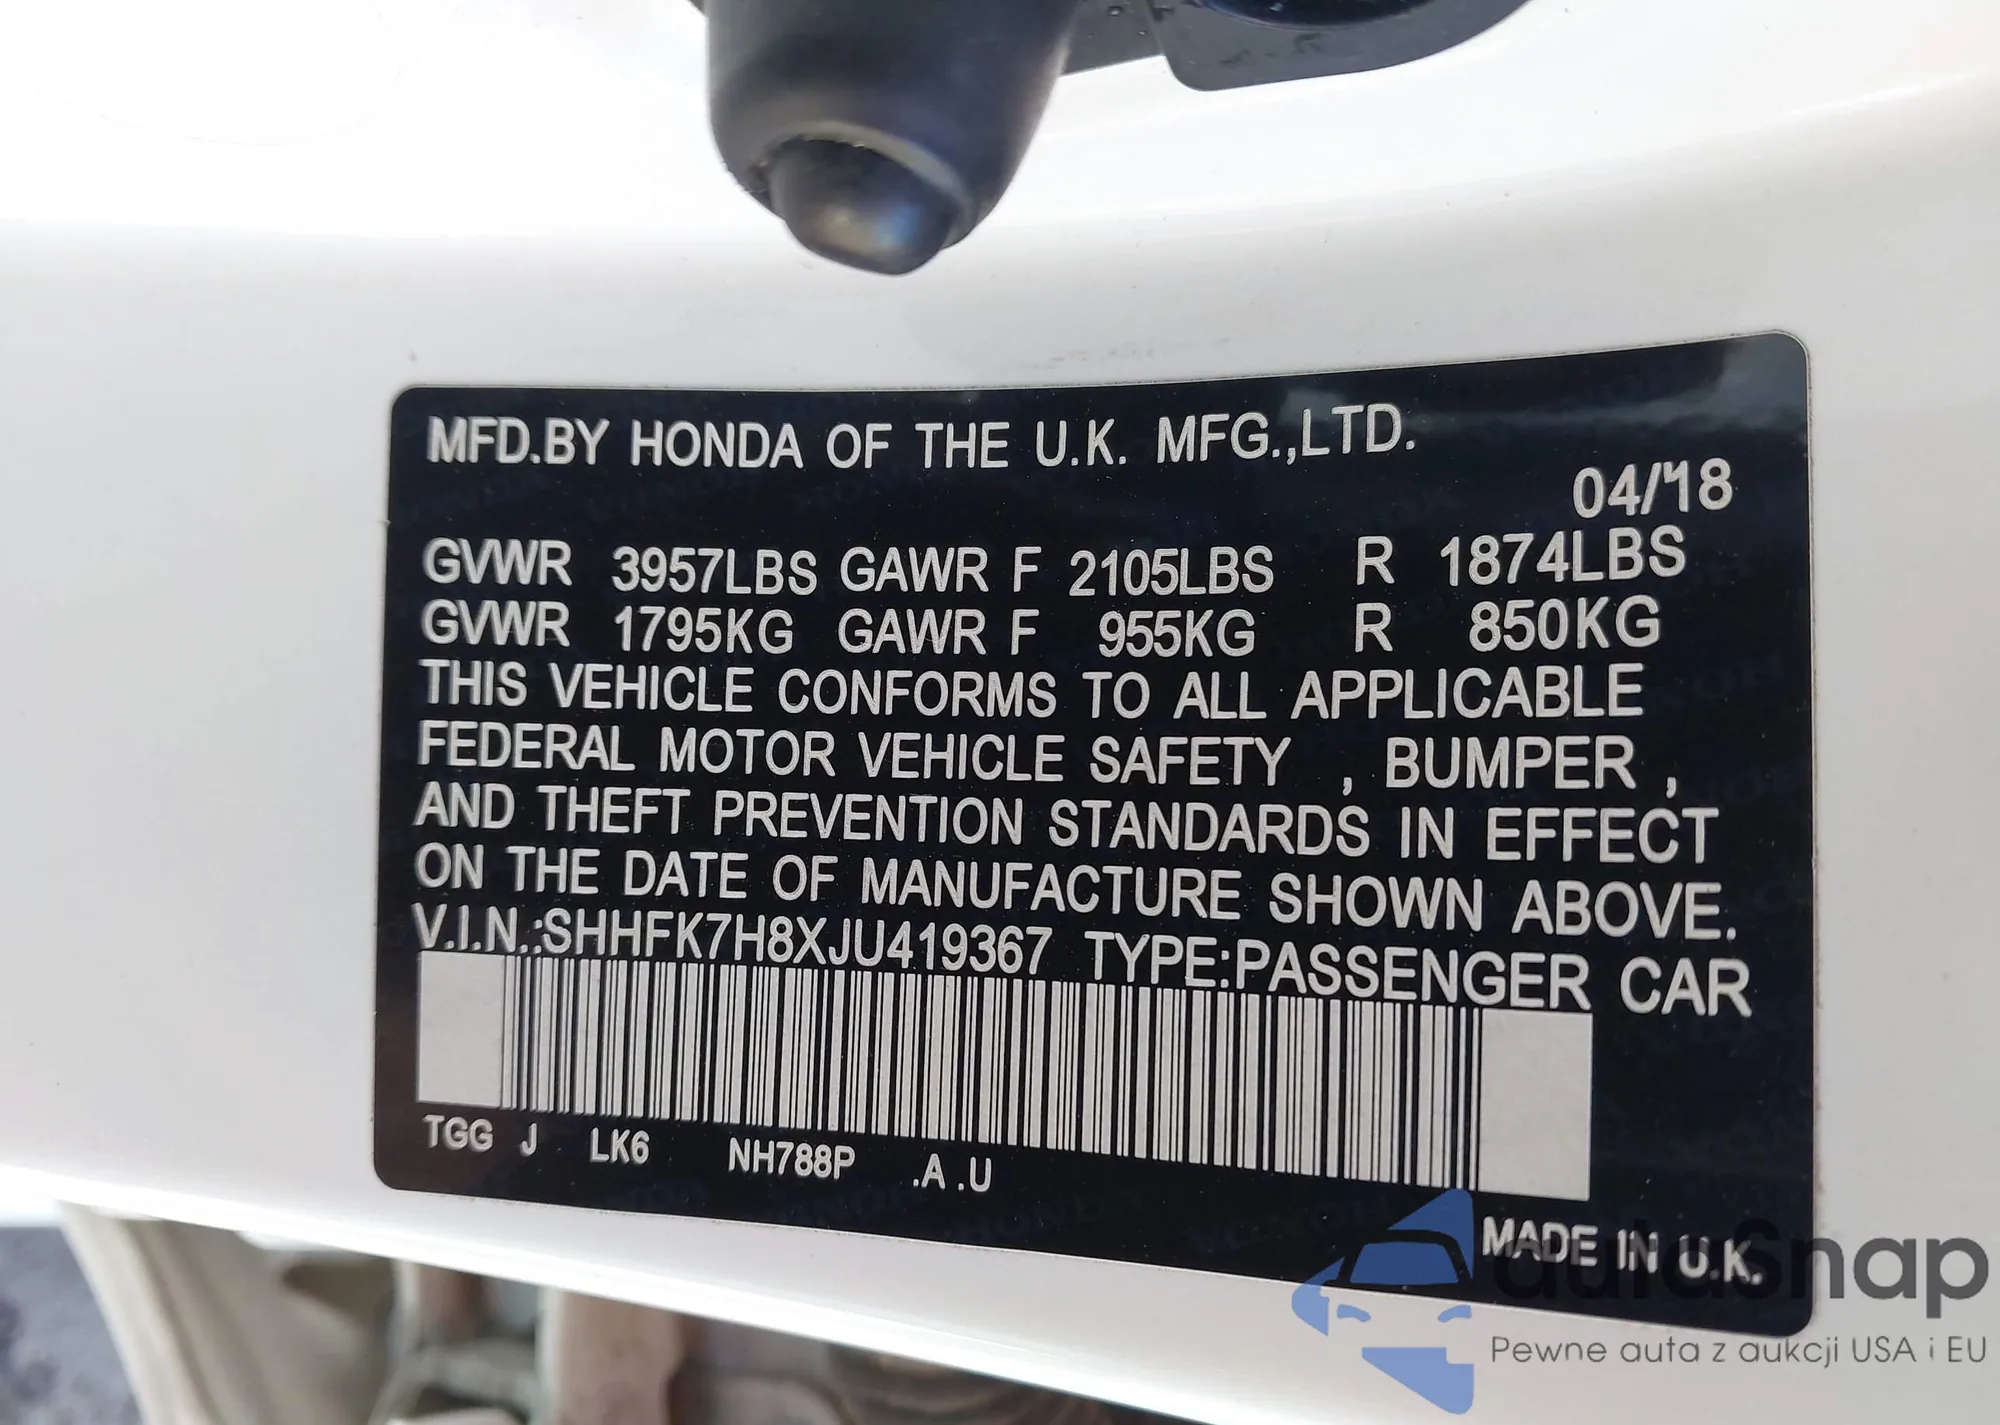 MFD.BY HONDA OF THE U.K. MFG.,LTD.
04/18
GVWR 3957LBS GAWR F 2105LBS R 1874LBS
GVWR 1795KG GAWR F 955KG R 850KG
THIS VEHICLE CONFORMS TO ALL APPLICABLE
FEDERAL MOTOR VEHICLE SAFETY , BUMPER ,
AND THEFT PREVENTION STANDARDS IN EFFECT
ON THE DATE OF MANUFACTURE SHOWN ABOVE.
V.I.N.:SHHFK7H8XJU419367 TYPE:PASSENGER CAR
TGG J LK6 NH788P .A .U
MADE IN U.K.
autoSnap
Pewne auta z aukcji USA i EU